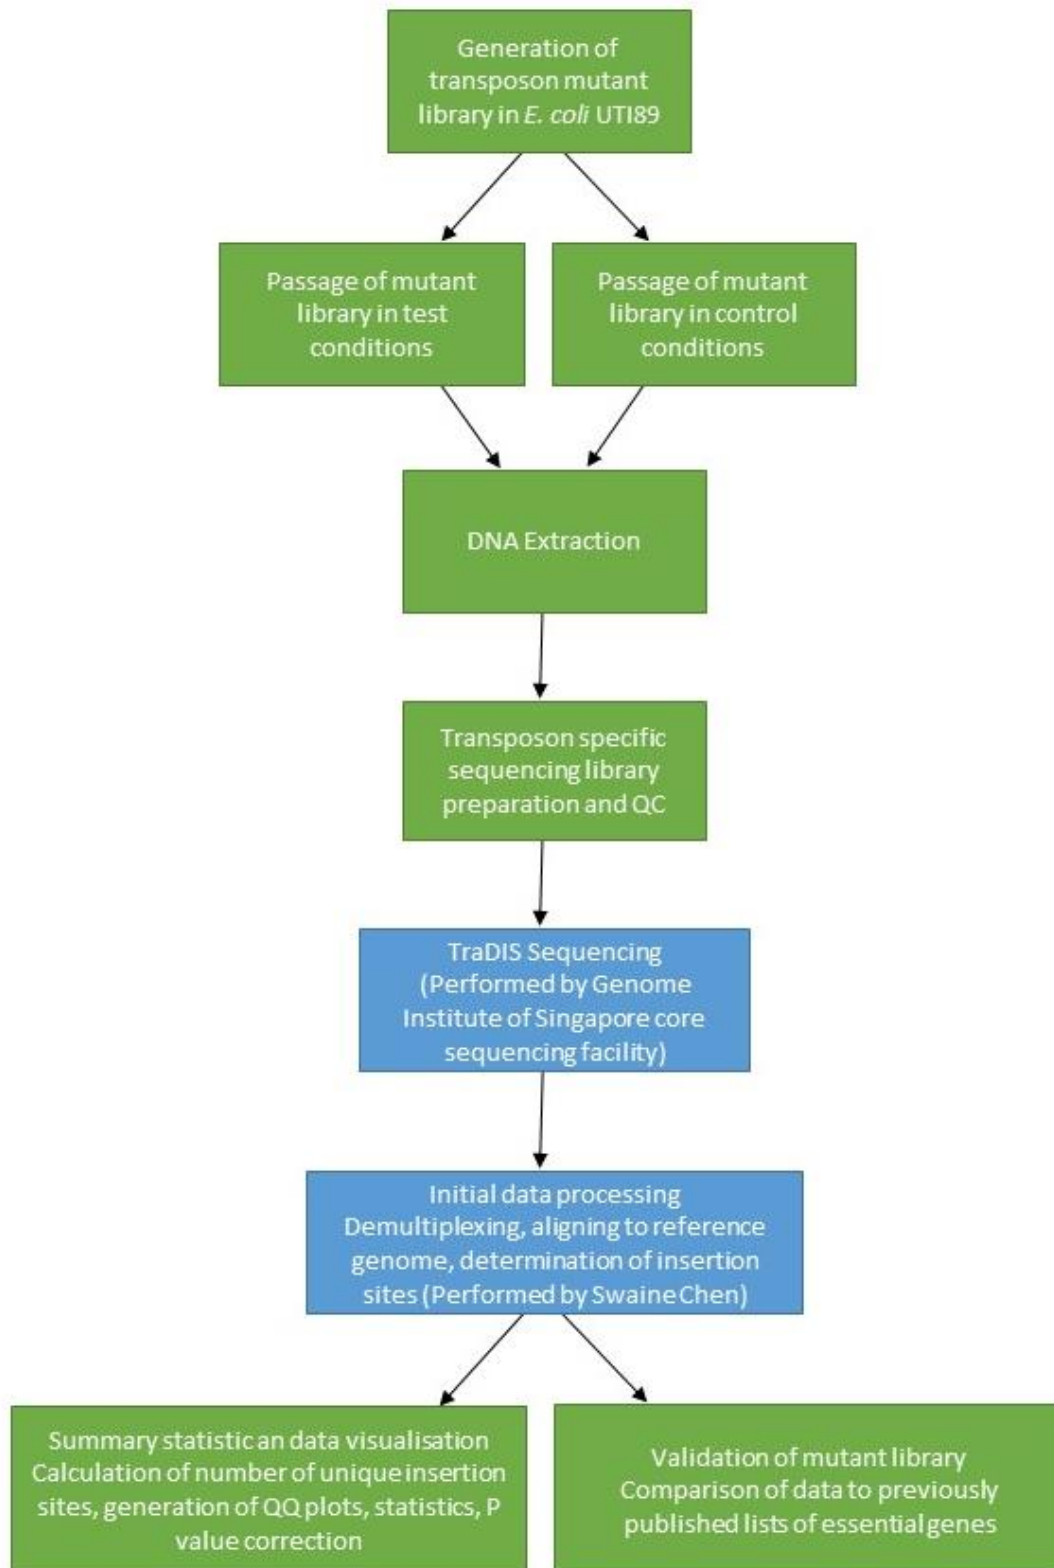 Generation of
transposon mutant
library in E. coli UTI89
Passage of mutant
library in test
conditions
Passage of mutant
library in control
conditions
DNA Extraction
Transposon specific
sequencing library
preparation and QC
TraDIS Sequencing
(Performed by Genome
Institute of Singapore core
sequencing facility)
Initial data processing
Demultiplexing, aligning to reference
genome, determination of insertion
sites (Performed by Swaine Chen)
Summary statistic an data visualisation
Calculation of number of unique insertion
sites, generation of QQ plots, statistics, P
value correction
Validation of mutant library
Comparison of data to previously
published lists of essential genes